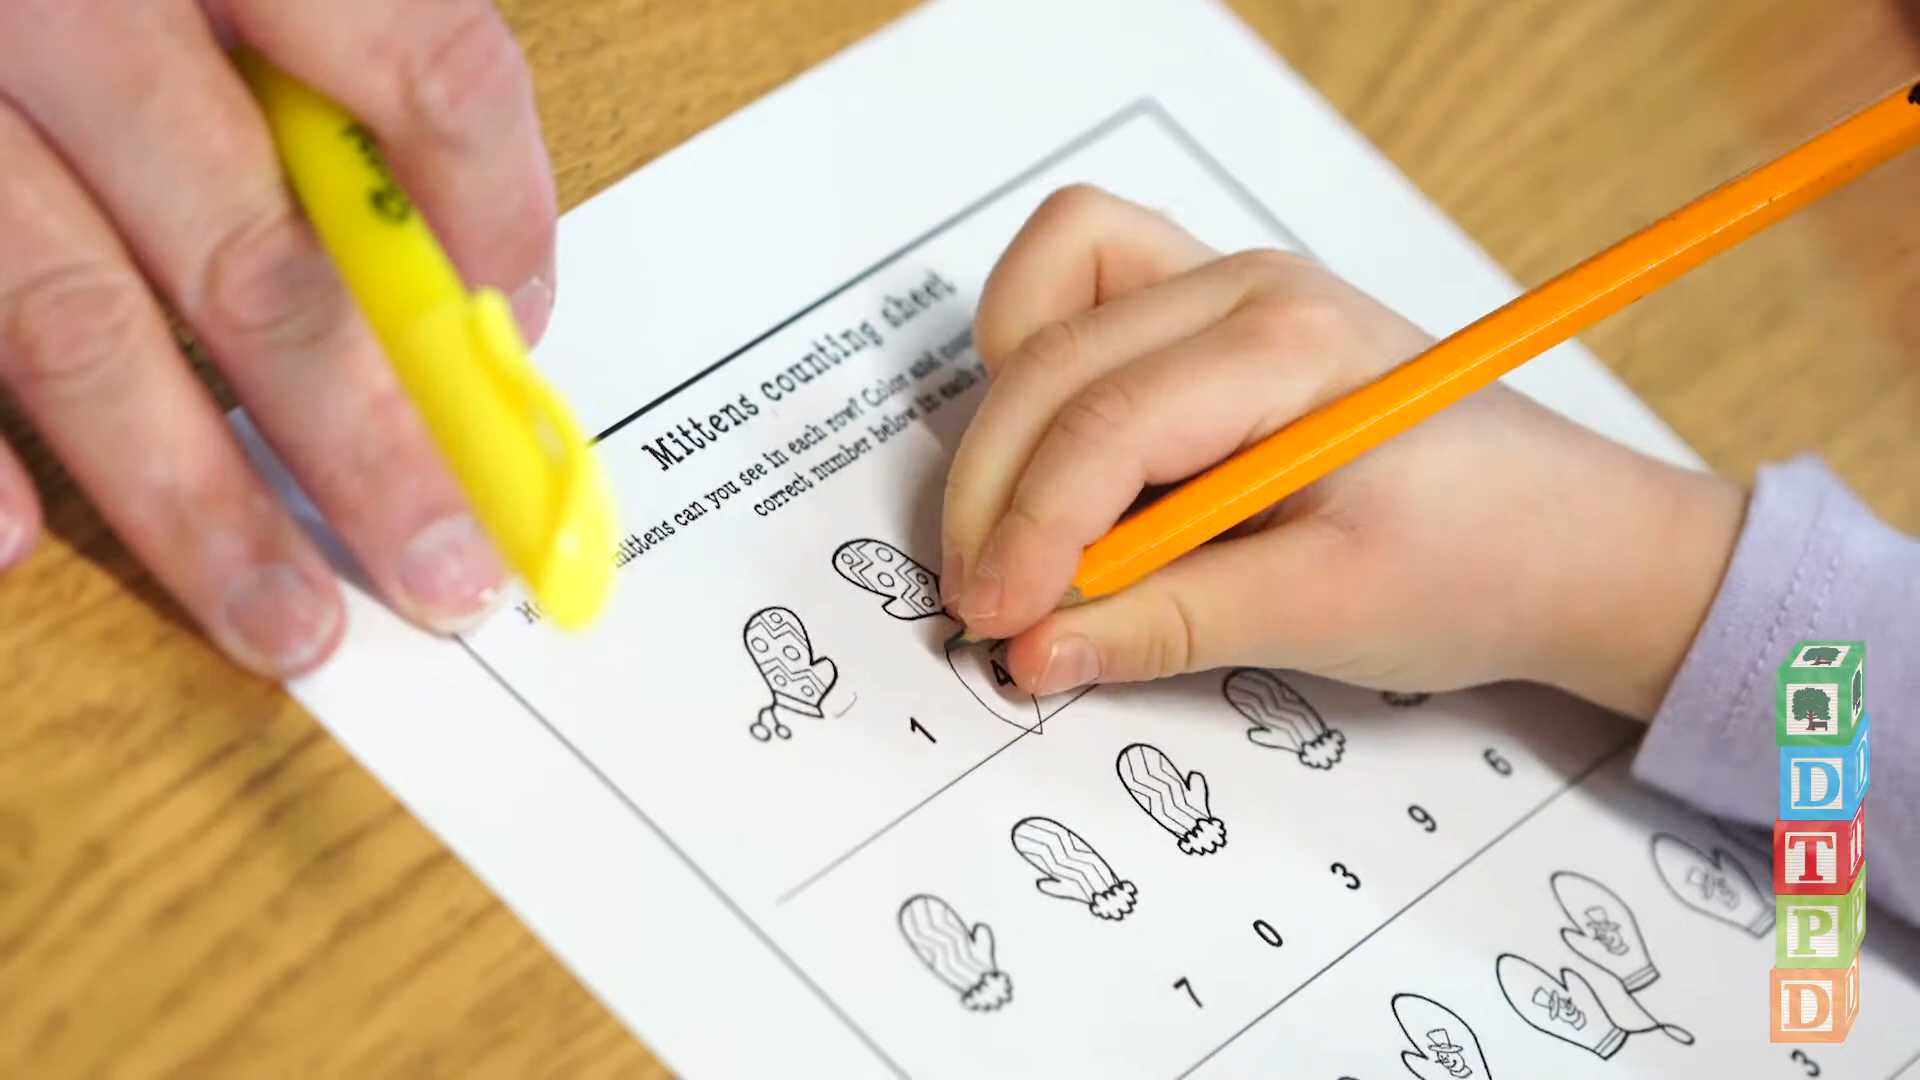 Mittens counting sheet
mittens can you see in each row? Color and
correct number below in each
1
4
7
0
3
9
6
3
D
T
P
D